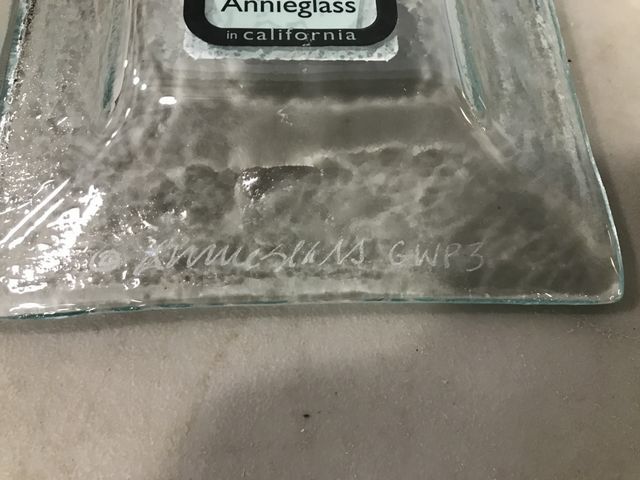 Annieglass
in california
© Annieglass GWP3